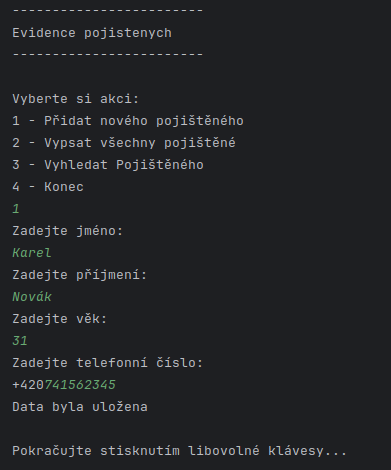 ------------------------
Evidence pojistenych
------------------------
Vyberte si akci:
1 - Přidat nového pojištěného
2 - Vypsat všechny pojištěné
3 - Vyhledat Pojištěného
4 - Konec
1
Zadejte jméno:
Karel
Zadejte příjmení:
Novák
Zadejte věk:
31
Zadejte telefonní číslo:
+420741562345
Data byla uložena
Pokračujte stisknutím libovolné klávesy...